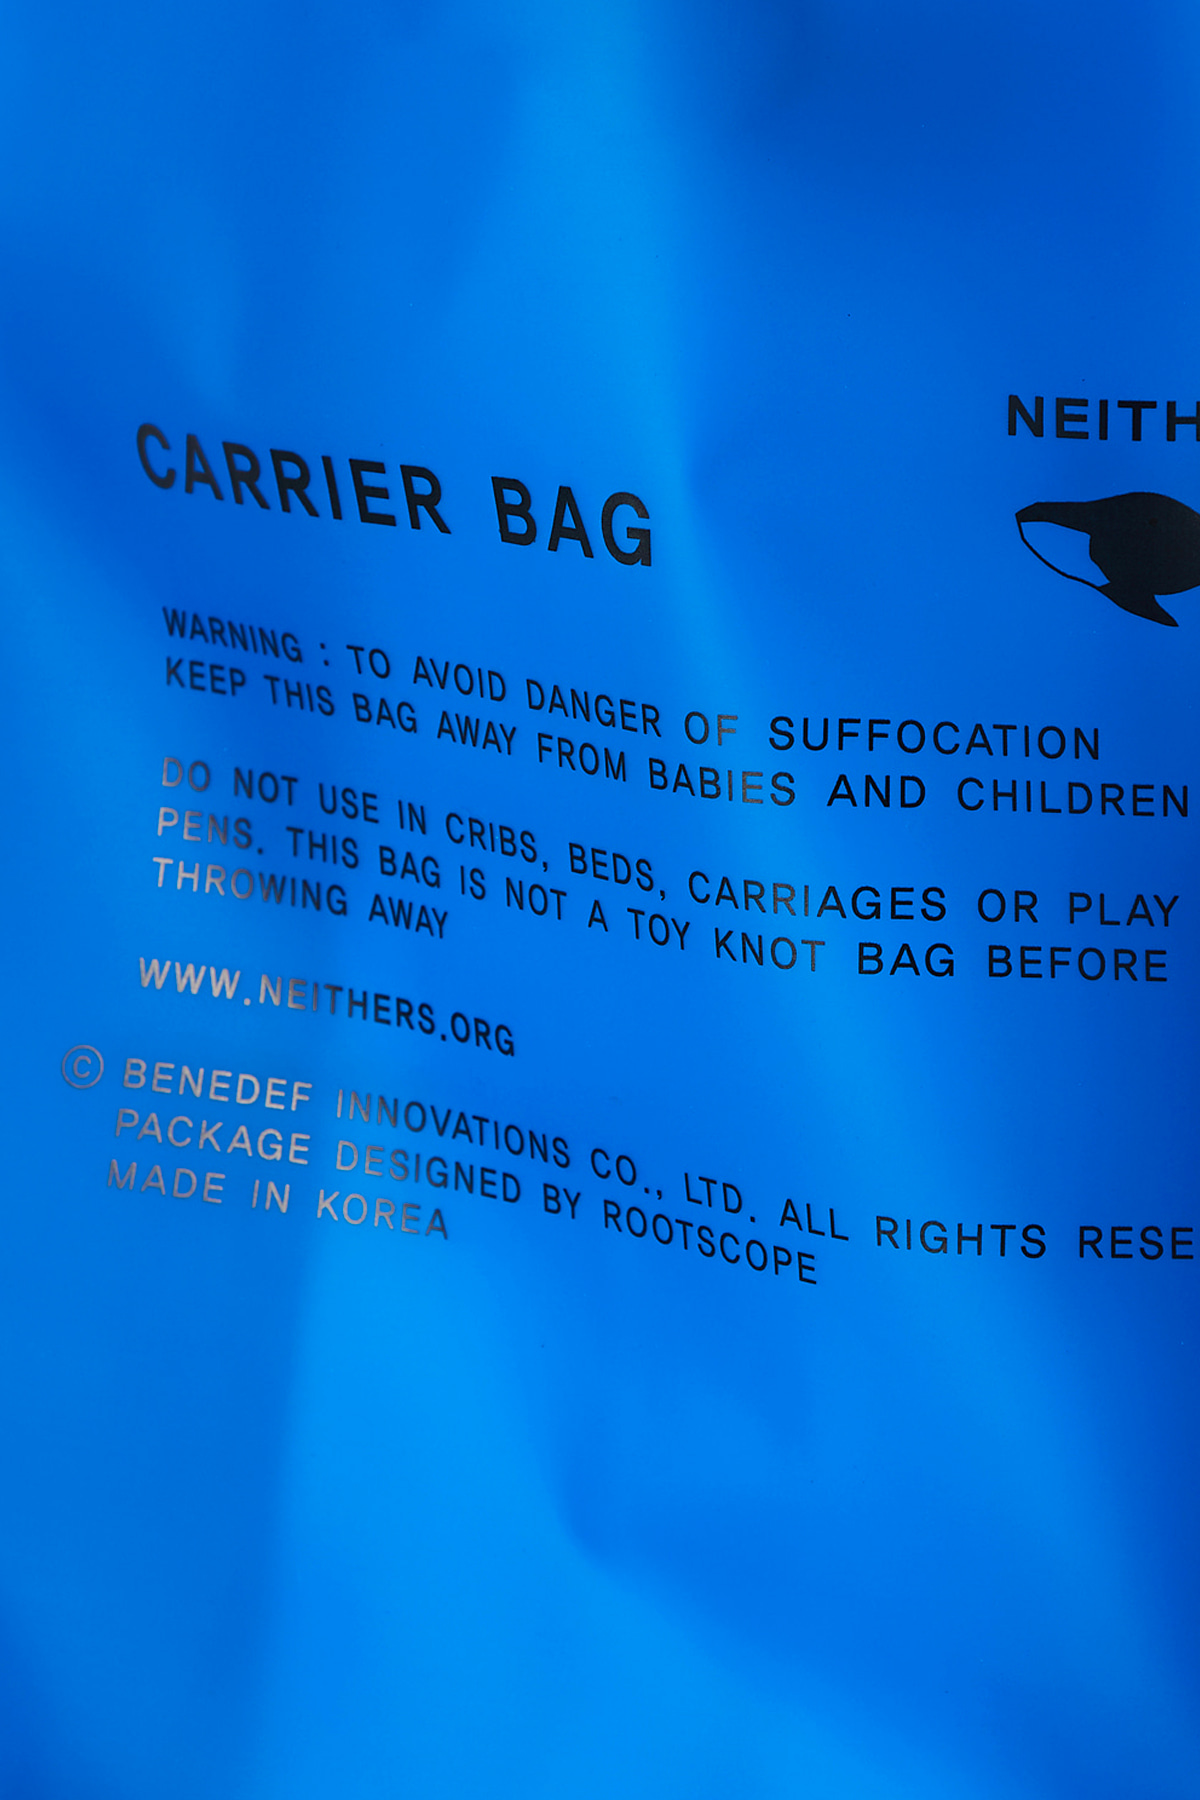 NEITH
CARRIER BAG
WARNING : TO AVOID DANGER OF SUFFOCATION
KEEP THIS BAG AWAY FROM BABIES AND CHILDREN
DO NOT USE IN CRIBS, BEDS, CARRIAGES OR PLAY
PENS. THIS BAG IS NOT A TOY KNOT BAG BEFORE
THROWING AWAY
WWW.NEITHERS.ORG
© BENEDEF INNOVATIONS CO., LTD. ALL RIGHTS RESE
PACKAGE DESIGNED BY ROOTSCOPE
MADE IN KOREA